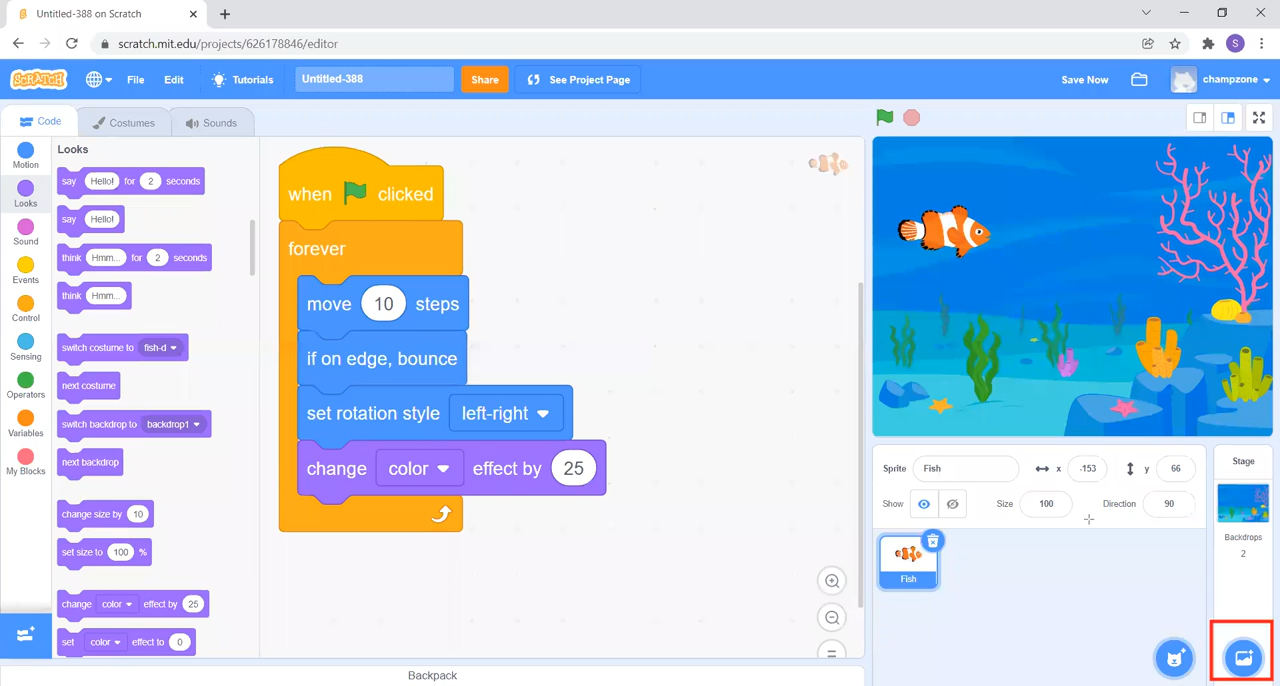 Untitled-388 on Scratch
scratch.mit.edu/projects/626178846/editor
S
SCRATCH
File
Edit
Tutorials
Untitled-388
Share
See Project Page
Save Now
champzone
Code
Costumes
Sounds
Motion
Looks
Sound
Events
Control
Sensing
Operators
Variables
My Blocks
Looks
say Hello! for 2 seconds
say Hello!
think Hmm... for 2 seconds
think Hmm...
switch costume to fish-d
next costume
switch backdrop to backdrop1
next backdrop
change size by 10
set size to 100 %
change color effect by 25
set color effect to 0
when clicked
forever
move 10 steps
if on edge, bounce
set rotation style left-right
change color effect by 25
Backpack
Sprite Fish x -153 y 66
Show Size 100 Direction 90
Fish
Stage
Backdrops
2